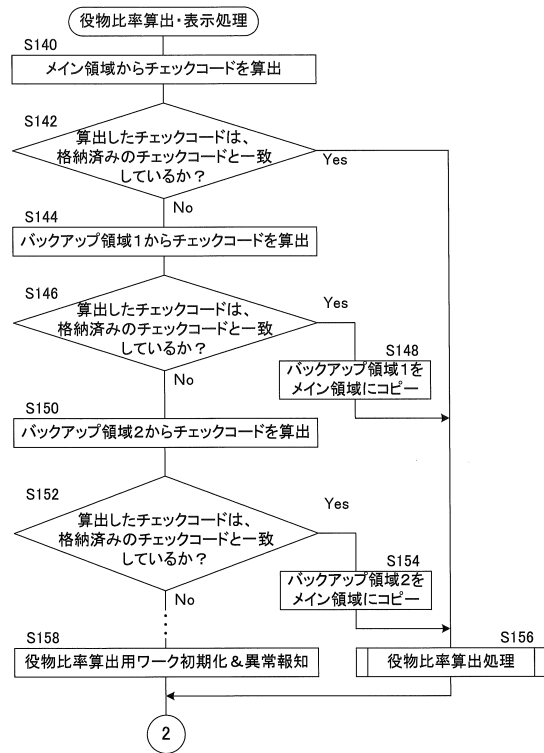 役物比率算出・表示処理
S140
メイン領域からチェックコードを算出
S142
算出したチェックコードは、
格納済みのチェックコードと一致
しているか？
Yes
No
S144
バックアップ領域1からチェックコードを算出
S146
算出したチェックコードは、
格納済みのチェックコードと一致
しているか？
Yes
No
S148
バックアップ領域1を
メイン領域にコピー
S150
バックアップ領域2からチェックコードを算出
S152
算出したチェックコードは、
格納済みのチェックコードと一致
しているか？
Yes
No
S154
バックアップ領域2を
メイン領域にコピー
S158
役物比率算出用ワーク初期化＆異常報知
S156
役物比率算出処理
2